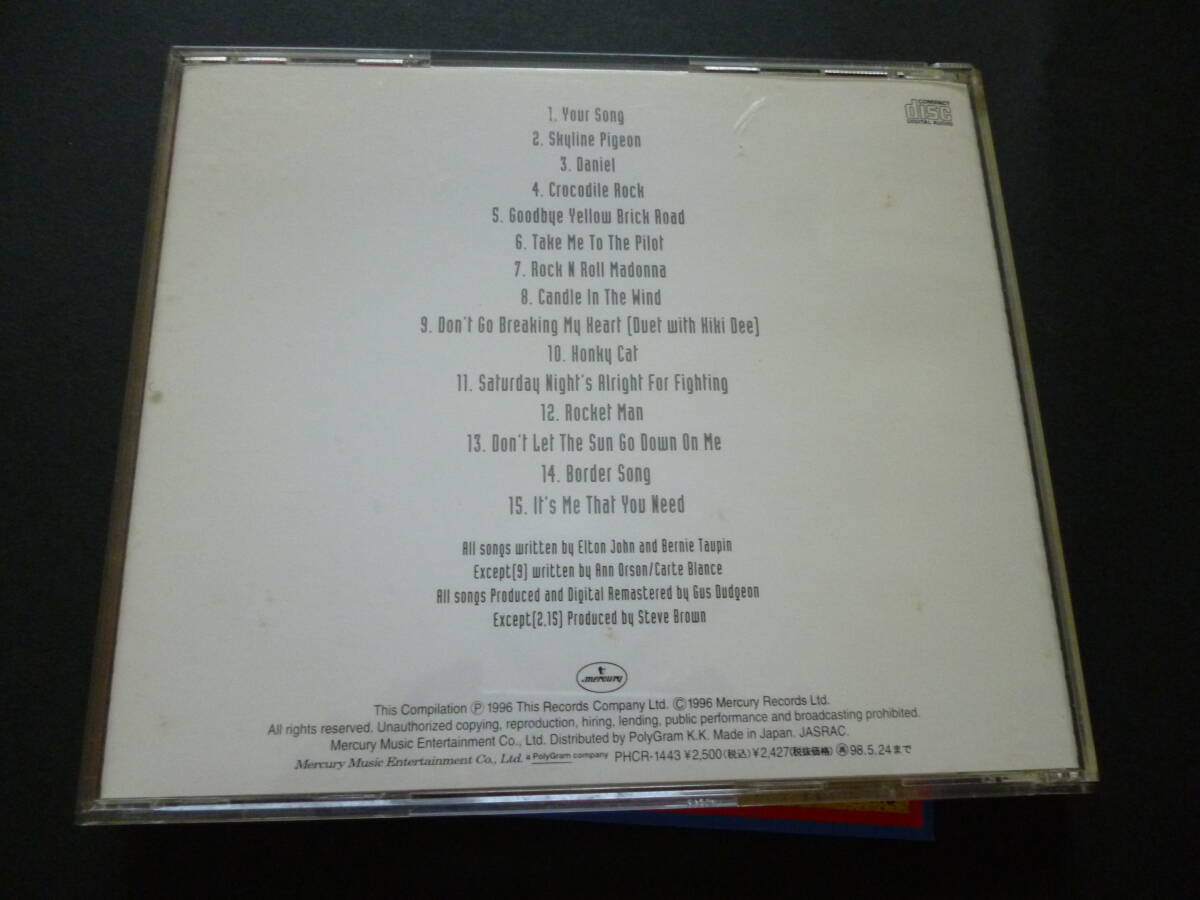 COMPACT
disc
DIGITAL AUDIO
1. Your Song
2. Skyline Pigeon
3. Daniel
4. Crocodile Rock
5. Goodbye Yellow Brick Road
6. Take Me To The Pilot
7. Rock N Roll Madonna
8. Candle In The Wind
9. Don't Go Breaking My Heart (Duet with Kiki Dee)
10. Honky Cat
11. Saturday Night's Alright For Fighting
12. Rocket Man
13. Don't Let The Sun Go Down On Me
14. Border Song
15. It's Me That You Need
All songs written by Elton John and Bernie Taupin
Except(9) written by Ann Orson/Carte Blance
All songs Produced and Digital Remastered by Gus Dudgeon
Except(2,15) Produced by Steve Brown
mercury
This Compilation Ⓟ 1996 This Records Company Ltd. Ⓒ 1996 Mercury Records Ltd.
All rights reserved. Unauthorized copying, reproduction, hiring, lending, public performance and broadcasting prohibited.
Mercury Music Entertainment Co., Ltd. Distributed by PolyGram K.K. Made in Japan. JASRAC.
Mercury Music Entertainment Co., Ltd. a PolyGram company PHCR-1443 ¥2,500(税込) ¥2,427(税抜価格) 98.5.24まで